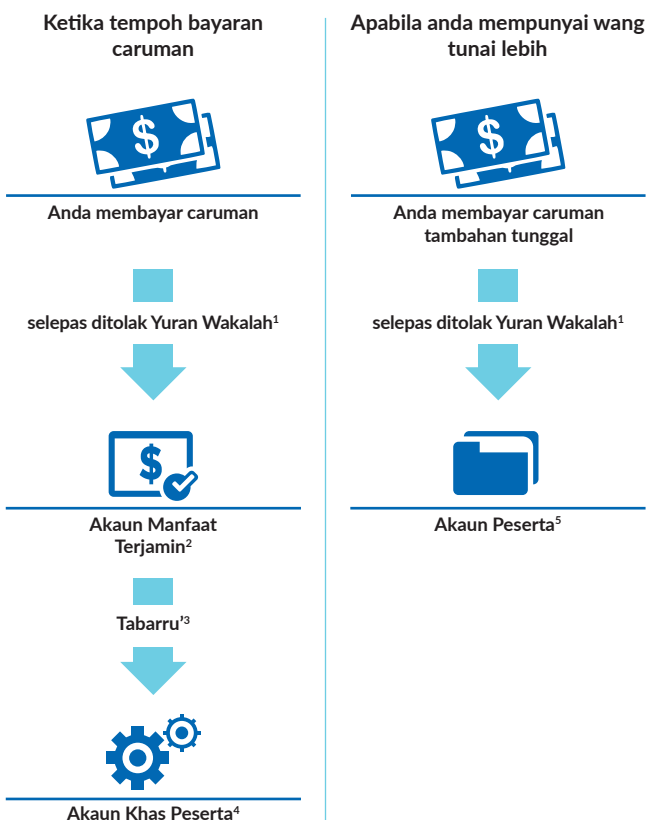 Ketika tempoh bayaran
caruman
$
Anda membayar caruman
selepas ditolak Yuran Wakalah¹
$
Akaun Manfaat
Terjamin²
Tabarru'³
Akaun Khas Peserta⁴
Apabila anda mempunyai wang
tunai lebih
$
Anda membayar caruman
tambahan tunggal
selepas ditolak Yuran Wakalah¹
Akaun Peserta⁵